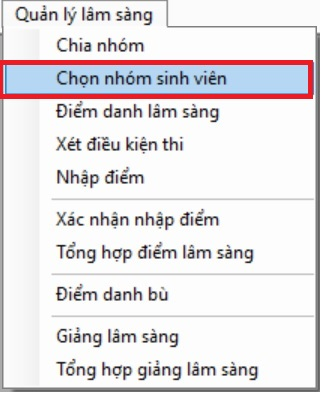 Quản lý lâm sàng
Chia nhóm
Chọn nhóm sinh viên
Điểm danh lâm sàng
Xét điều kiện thi
Nhập điểm
Xác nhận nhập điểm
Tổng hợp điểm lâm sàng
Điểm danh bù
Giảng lâm sàng
Tổng hợp giảng lâm sàng